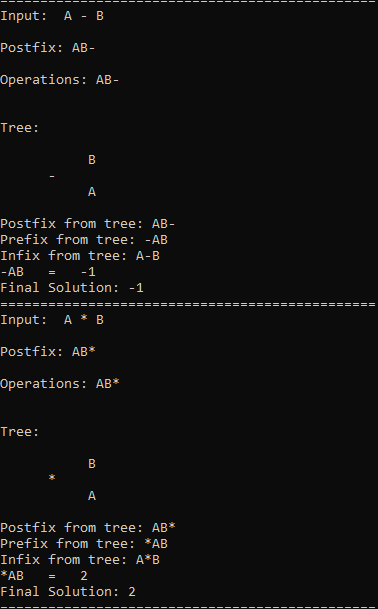 ===============================================
Input:  A - B
Postfix: AB-
Operations: AB-
Tree:
B
-
A
Postfix from tree: AB-
Prefix from tree: -AB
Infix from tree: A-B
-AB   =   -1
Final Solution: -1
===============================================
Input:  A * B
Postfix: AB*
Operations: AB*
Tree:
B
*
A
Postfix from tree: AB*
Prefix from tree: *AB
Infix from tree: A*B
*AB   =   2
Final Solution: 2
===============================================